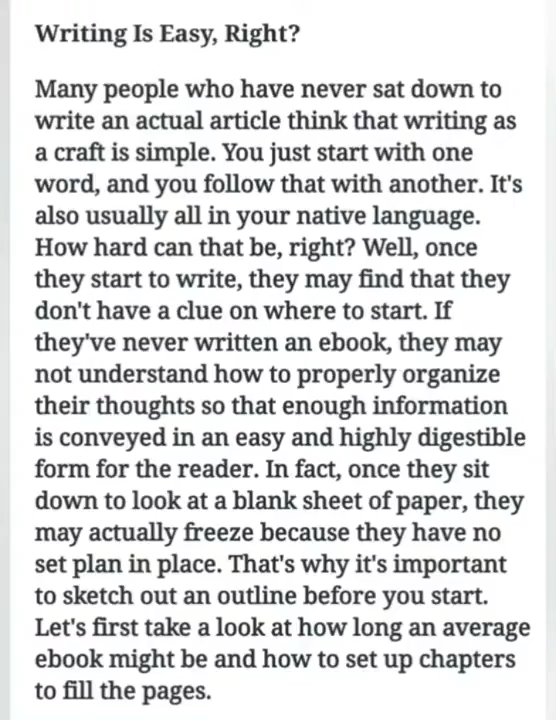 Writing Is Easy, Right?
Many people who have never sat down to
write an actual article think that writing as
a craft is simple. You just start with one
word, and you follow that with another. It's
also usually all in your native language.
How hard can that be, right? Well, once
they start to write, they may find that they
don't have a clue on where to start. If
they've never written an ebook, they may
not understand how to properly organize
their thoughts so that enough information
is conveyed in an easy and highly digestible
form for the reader. In fact, once they sit
down to look at a blank sheet of paper, they
may actually freeze because they have no
set plan in place. That's why it's important
to sketch out an outline before you start.
Let's first take a look at how long an average
ebook might be and how to set up chapters
to fill the pages.